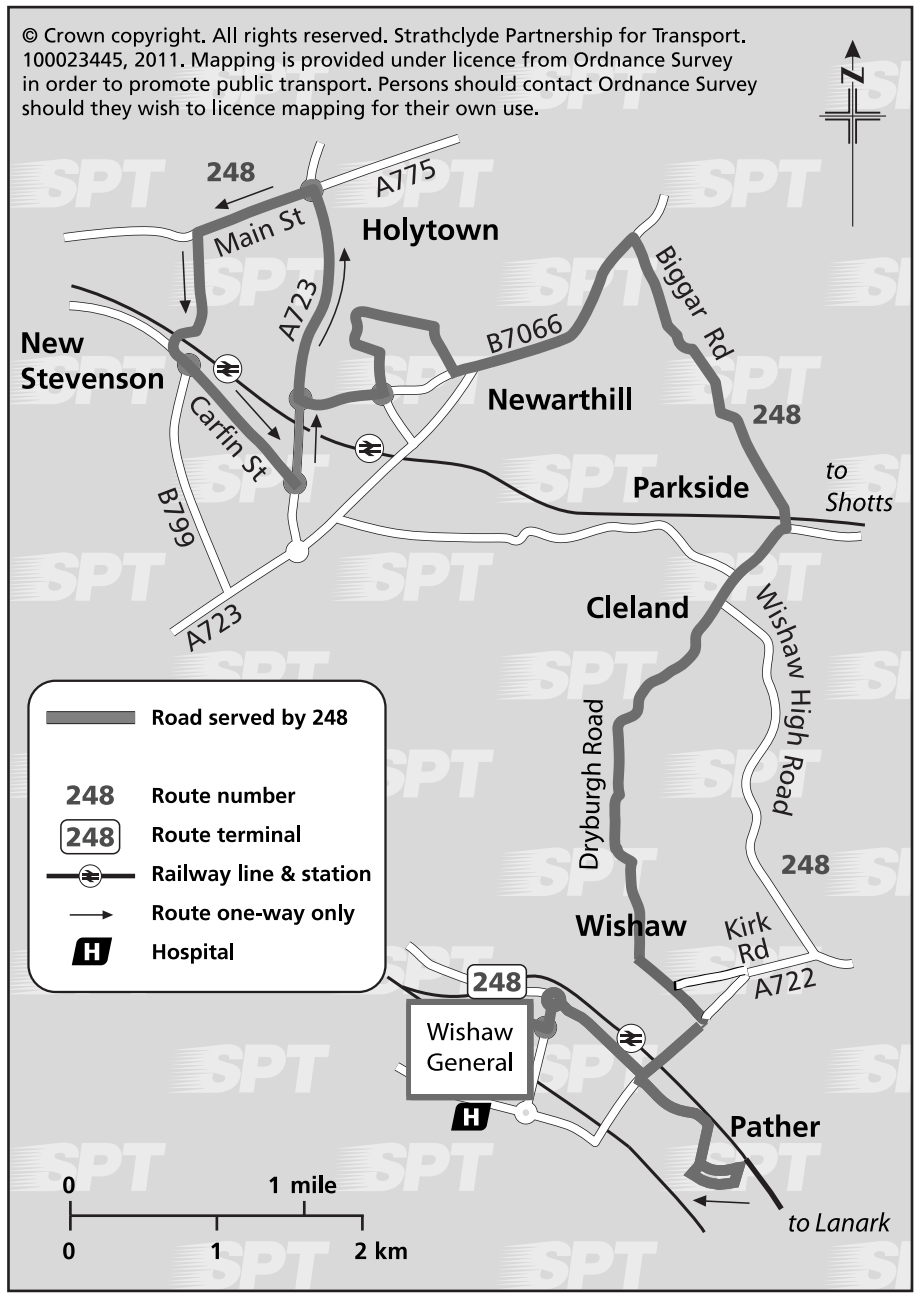 © Crown copyright. All rights reserved. Strathclyde Partnership for Transport.
100023445, 2011. Mapping is provided under licence from Ordnance Survey
in order to promote public transport. Persons should contact Ordnance Survey
should they wish to licence mapping for their own use.
N
248
A775
Main St
Holytown
A723
Biggar Rd
B7066
New
Stevenson
Newarthill
Carfin St
248
Parkside
to
Shotts
B799
A723
Cleland
Wishaw High Road
Dryburgh Road
Road served by 248
248 Route number
248 Route terminal
Railway line & station
Route one-way only
H Hospital
248
Wishaw
Kirk
Rd
A722
248
Wishaw
General
H
Pather
to Lanark
0 1 mile
0 1 2 km
SPT